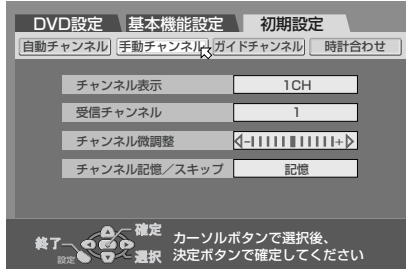 DVD設定 基本機能設定 初期設定
自動チャンネル 手動チャンネル ガイドチャンネル 時計合わせ
チャンネル表示 1CH
受信チャンネル 1
チャンネル微調整 - +
チャンネル記憶／スキップ 記憶
終了 設定 確定 選択
カーソルボタンで選択後、
決定ボタンで確定してください